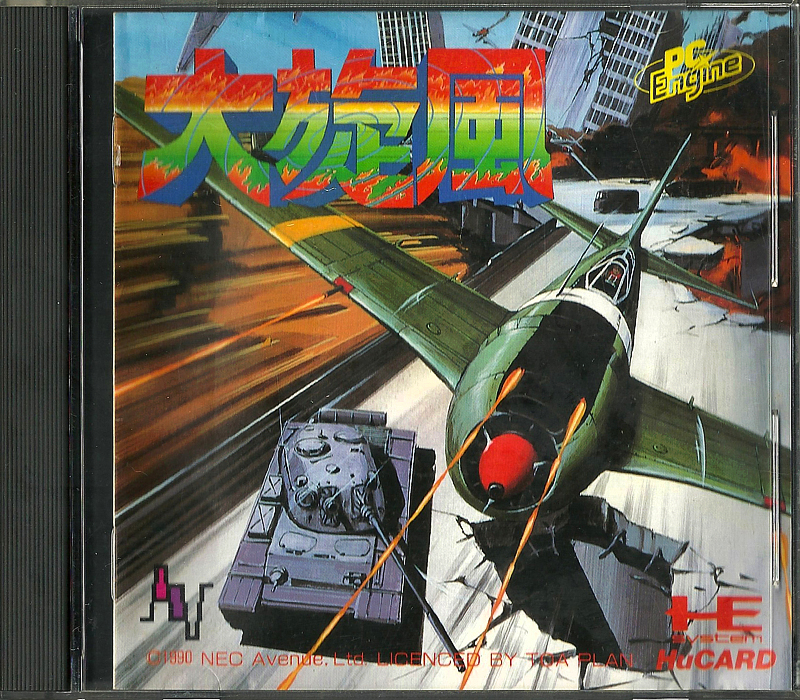 大旋風
PC
Engine
HE
system
©1990 NEC Avenue, Ltd. LICENCED BY TOA PLAN
HuCARD